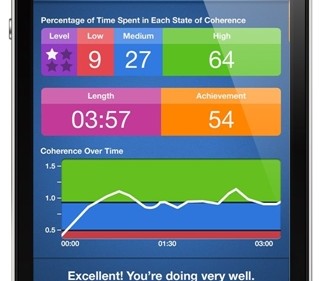 Percentage of Time Spent in Each State of Coherence
Level Low Medium High
9 27 64
Length Achievement
03:57 54
Coherence Over Time
1.5
1.0
0.5
00:00 01:30 03:00
Excellent! You're doing very well.